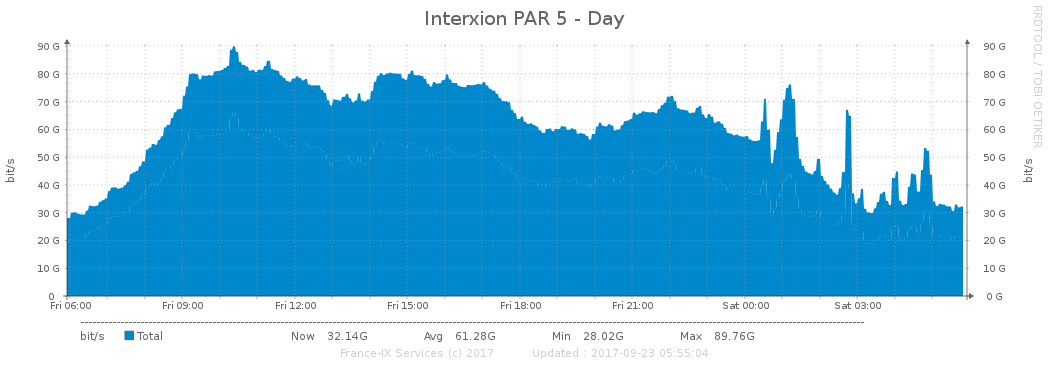 Interxion PAR 5 - Day
RRDTOOL / TOBI OETIKER
bit/s
90 G 90 G
80 G 80 G
70 G 70 G
60 G 60 G
50 G 50 G
40 G 40 G
30 G 30 G
20 G 20 G
10 G 10 G
0 0 G
bit/s
Fri 06:00 Fri 09:00 Fri 12:00 Fri 15:00 Fri 18:00 Fri 21:00 Sat 00:00 Sat 03:00
bit/s Total Now 32.14G Avg 61.28G Min 28.02G Max 89.76G
France-IX Services (c) 2017 Updated : 2017-09-23 05:55:04